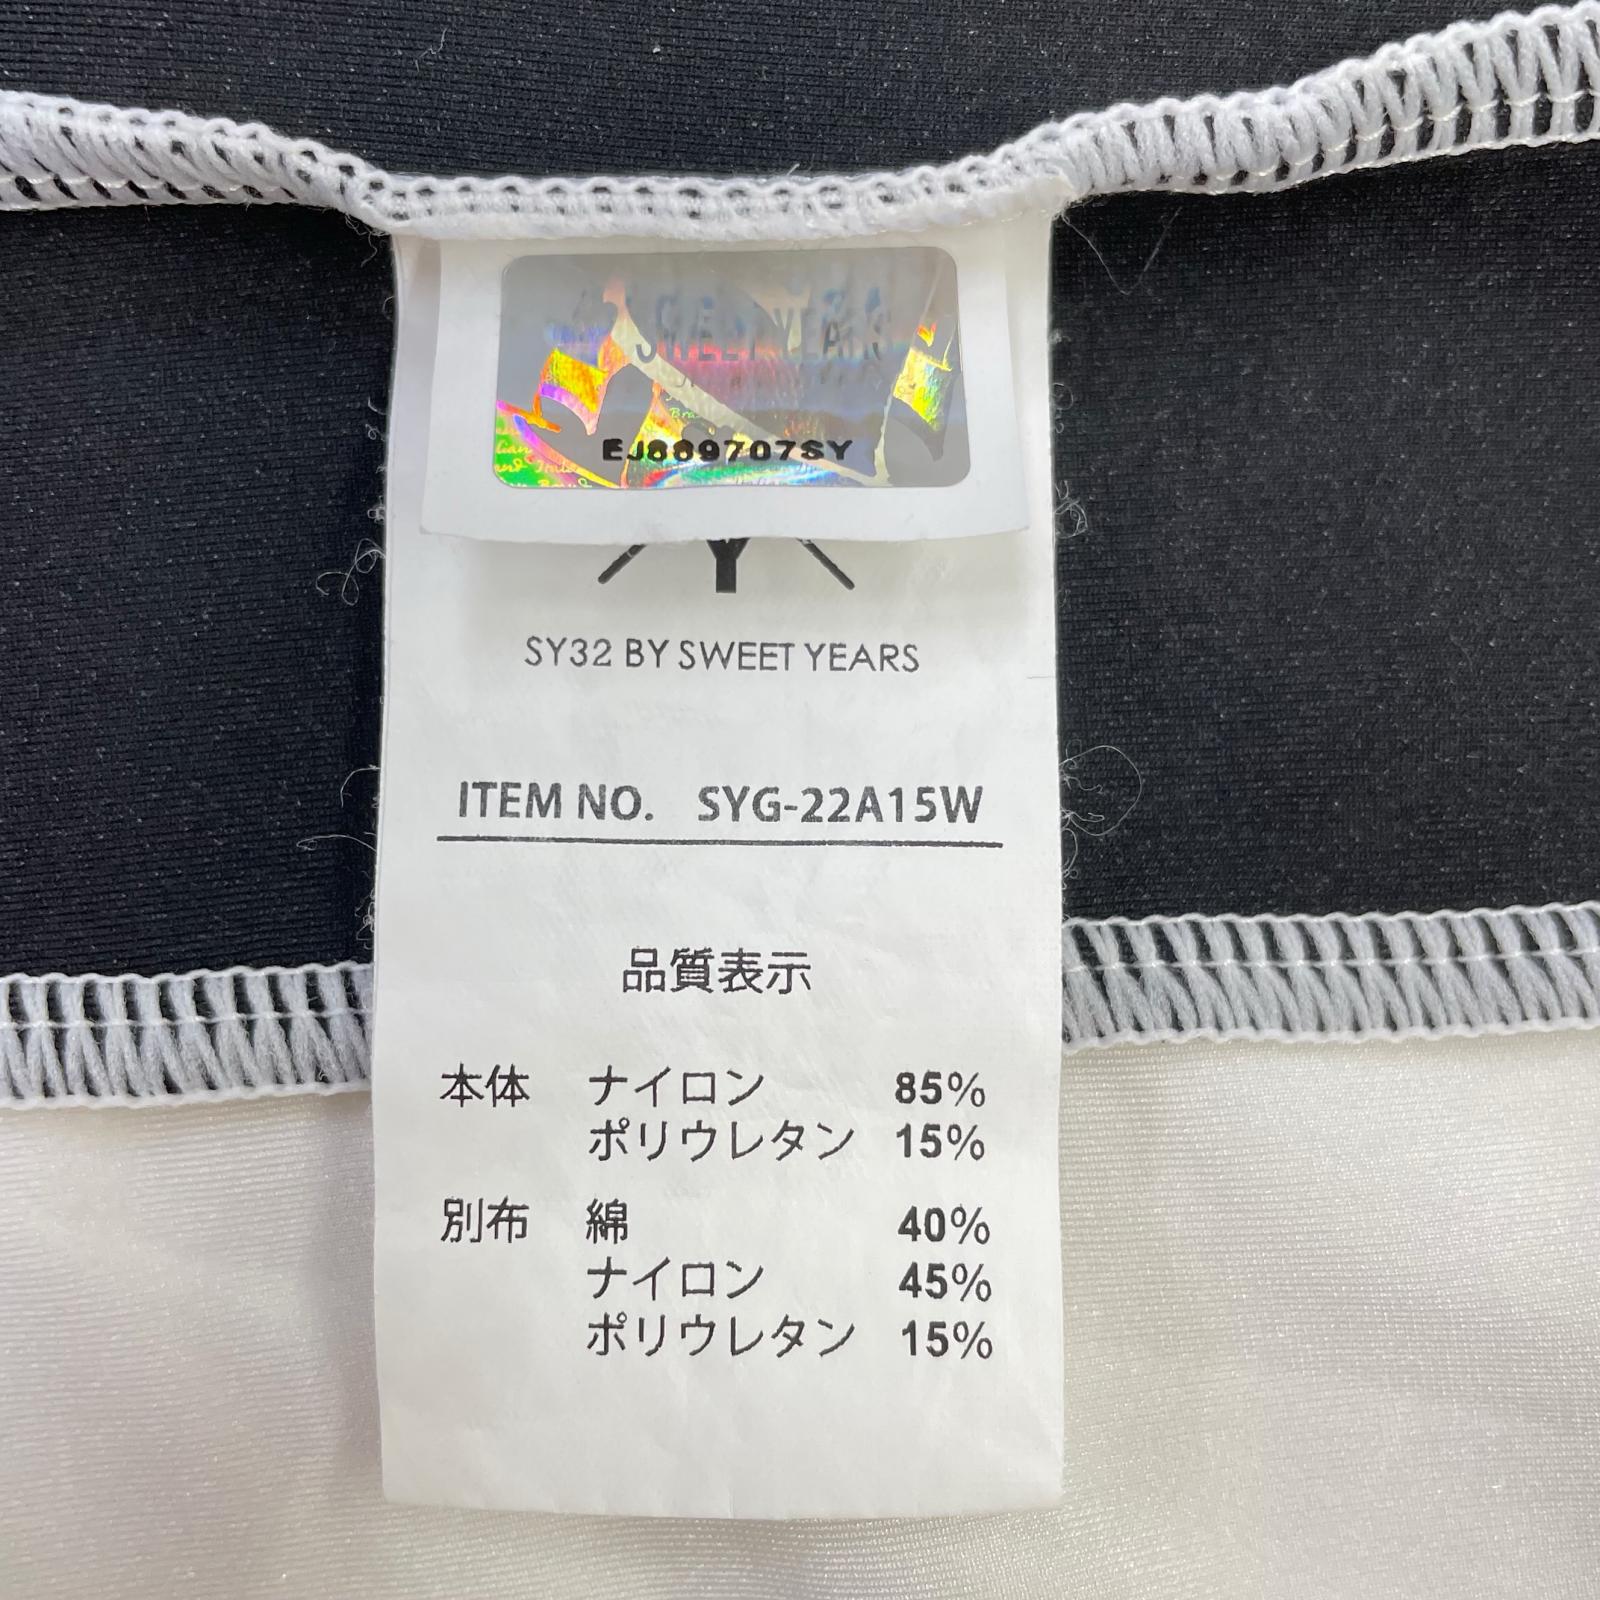 SWEET YEARS
EJ889707SY
SY32 BY SWEET YEARS
ITEM NO. SYG-22A15W
品質表示
本体 ナイロン 85%
ポリウレタン 15%
別布 綿 40%
ナイロン 45%
ポリウレタン 15%